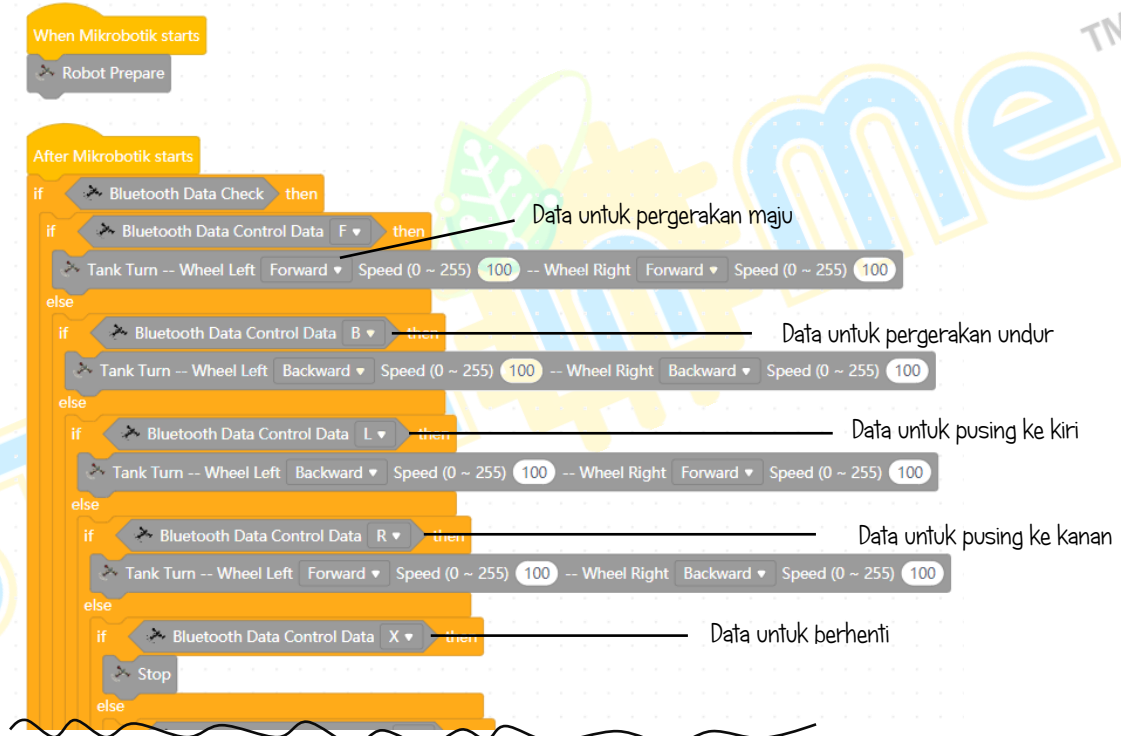 When Mikrobotik starts
Robot Prepare
After Mikrobotik starts
if Bluetooth Data Check then
Data untuk pergerakan maju
if Bluetooth Data Control Data F then
Tank Turn -- Wheel Left Forward Speed (0 ~ 255) 100 -- Wheel Right Forward Speed (0 ~ 255) 100
else
if Bluetooth Data Control Data B then Data untuk pergerakan undur
Tank Turn -- Wheel Left Backward Speed (0 ~ 255) 100 -- Wheel Right Backward Speed (0 ~ 255) 100
else
if Bluetooth Data Control Data L then Data untuk pusing ke kiri
Tank Turn -- Wheel Left Backward Speed (0 ~ 255) 100 -- Wheel Right Forward Speed (0 ~ 255) 100
else
if Bluetooth Data Control Data R then Data untuk pusing ke kanan
Tank Turn -- Wheel Left Forward Speed (0 ~ 255) 100 -- Wheel Right Backward Speed (0 ~ 255) 100
else
if Bluetooth Data Control Data X then Data untuk berhenti
Stop
else